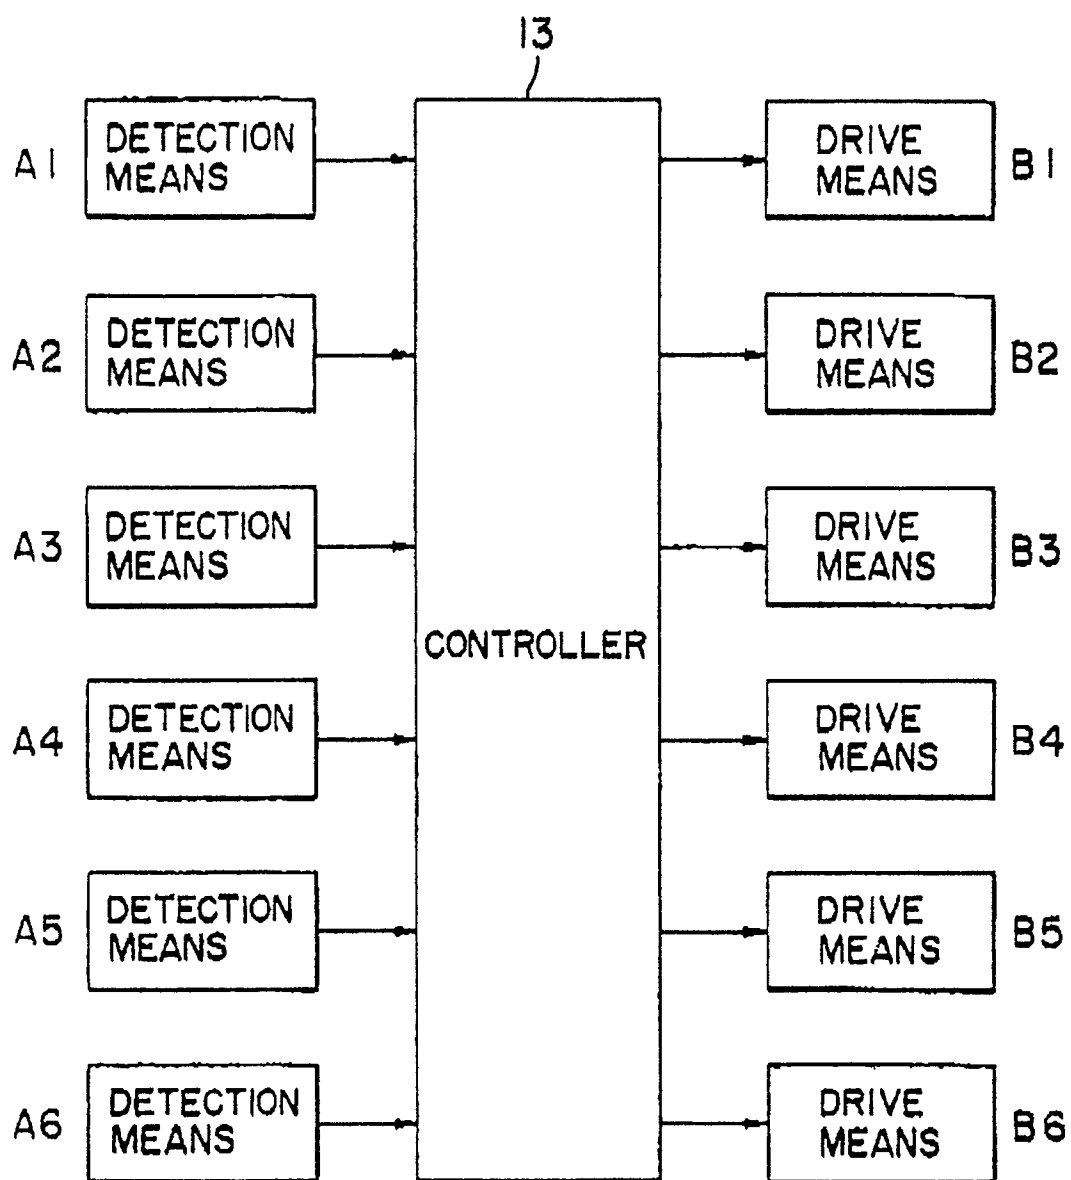 13
A1 DETECTION MEANS
DRIVE MEANS B1
A2 DETECTION MEANS
DRIVE MEANS B2
A3 DETECTION MEANS
DRIVE MEANS B3
CONTROLLER
A4 DETECTION MEANS
DRIVE MEANS B4
A5 DETECTION MEANS
DRIVE MEANS B5
A6 DETECTION MEANS
DRIVE MEANS B6